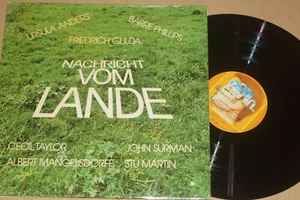 URSULA ANDERS
BARRE PHILLIPS
FRIEDRICH GULDA
NACHRICHT
VOM
LANDE
CECIL TAYLOR
JOHN SURMAN
ALBERT MANGELSDORFF
STU MARTIN